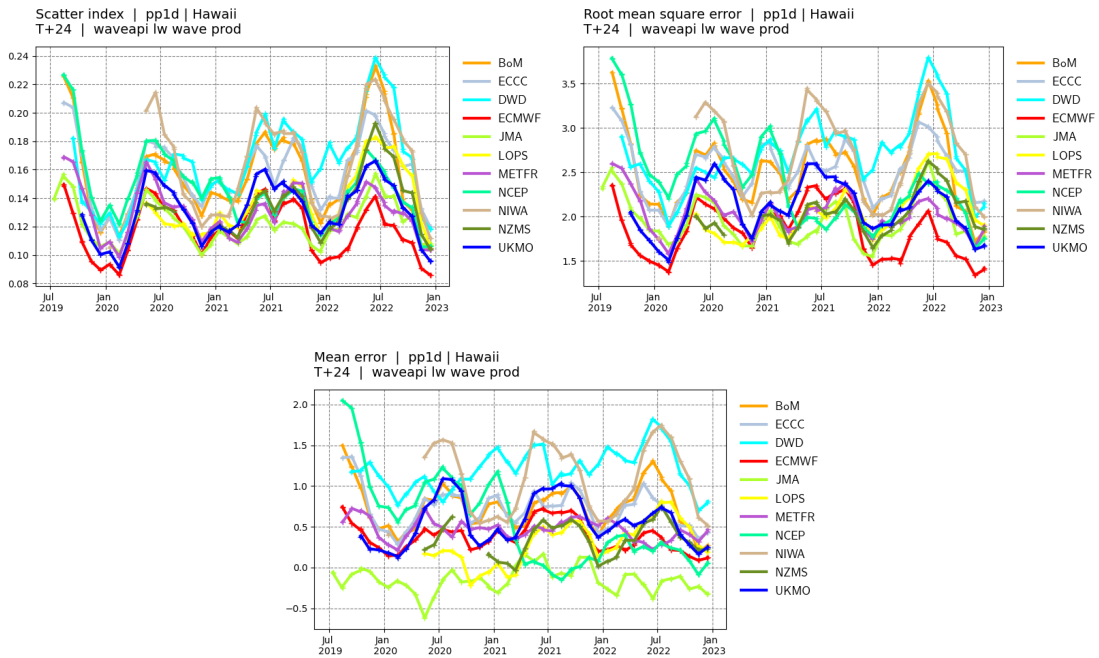 Scatter index | pp1d | Hawaii
T+24 | waveapi lw wave prod
0.24
0.22
0.20
0.18
0.16
0.14
0.12
0.10
0.08
Jul
2019
Jan
2020
Jul
2020
Jan
2021
Jul
2021
Jan
2022
Jul
2022
Jan
2023
BoM
ECCC
DWD
ECMWF
JMA
LOPS
METFR
NCEP
NIWA
NZMS
UKMO
Root mean square error | pp1d | Hawaii
T+24 | waveapi lw wave prod
3.5
3.0
2.5
2.0
1.5
Jul
2019
Jan
2020
Jul
2020
Jan
2021
Jul
2021
Jan
2022
Jul
2022
Jan
2023
BoM
ECCC
DWD
ECMWF
JMA
LOPS
METFR
NCEP
NIWA
NZMS
UKMO
Mean error | pp1d | Hawaii
T+24 | waveapi lw wave prod
2.0
1.5
1.0
0.5
0.0
−0.5
Jul
2019
Jan
2020
Jul
2020
Jan
2021
Jul
2021
Jan
2022
Jul
2022
Jan
2023
BoM
ECCC
DWD
ECMWF
JMA
LOPS
METFR
NCEP
NIWA
NZMS
UKMO